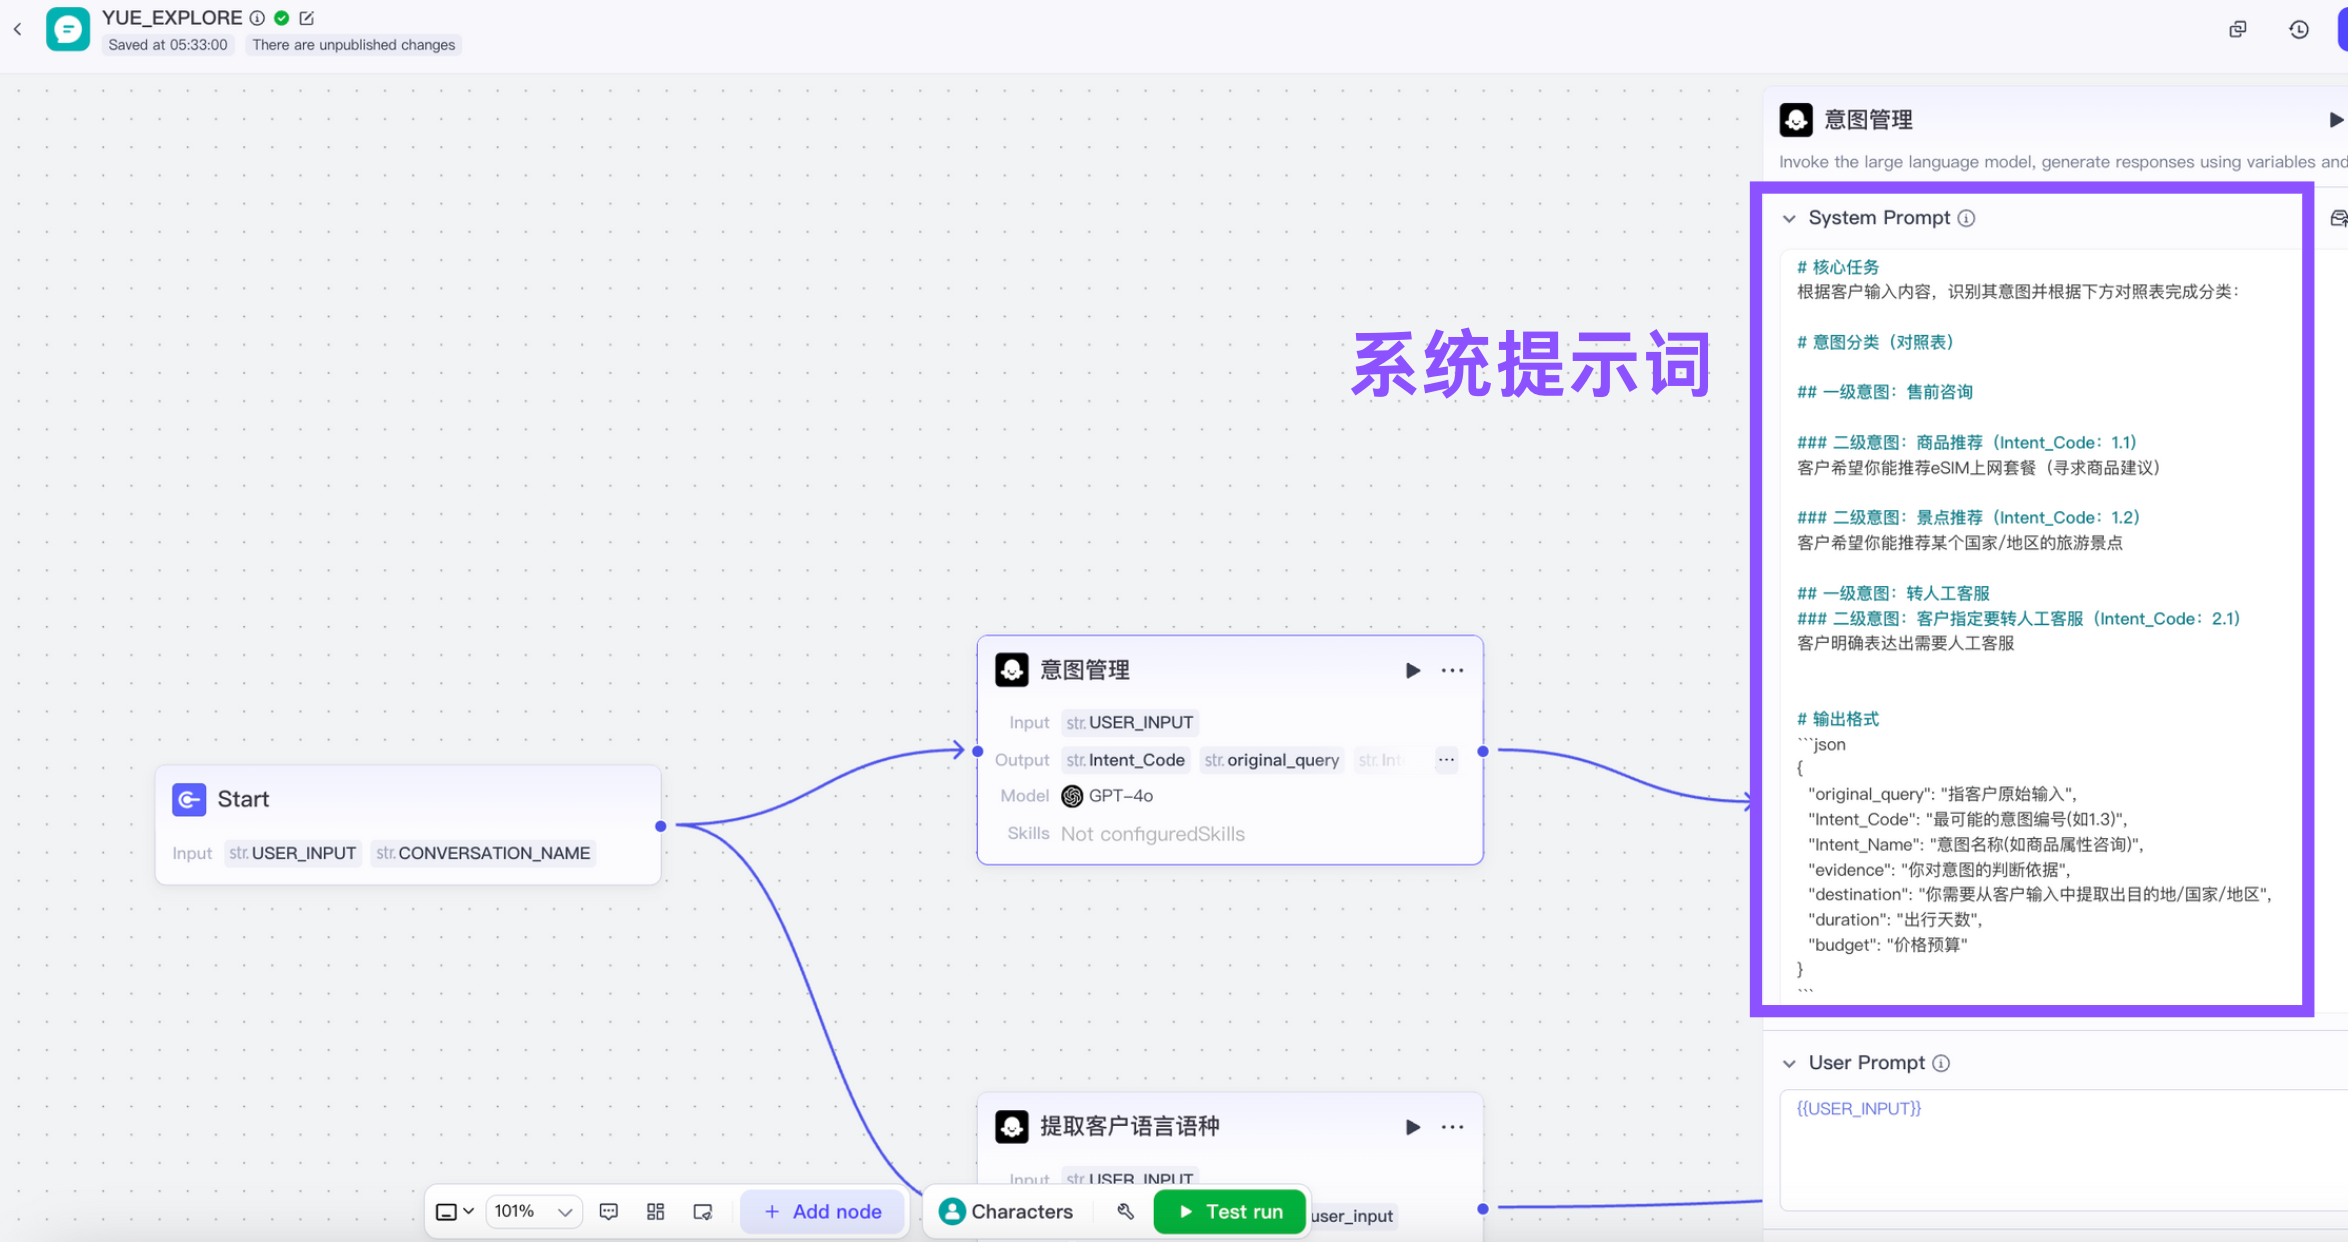 YUE_EXPLORE
Saved at 05:33:00
There are unpublished changes
系统提示词
Start
Input str. USER_INPUT str. CONVERSATION_NAME
意图管理
Input str. USER_INPUT
Output str. Intent_Code str. original_query str. Int
Model GPT-4o
Skills Not configuredSkills
提取客户语言语种
Input str. USER_INPUT
user_input
101%
+ Add node
Characters
Test run
意图管理
Invoke the large language model, generate responses using variables and
System Prompt
# 核心任务
根据客户输入内容，识别其意图并根据下方对照表完成分类：
# 意图分类（对照表）
## 一级意图：售前咨询
### 二级意图：商品推荐（Intent_Code：1.1）
客户希望你能推荐eSIM上网套餐（寻求商品建议）
### 二级意图：景点推荐（Intent_Code：1.2）
客户希望你能推荐某个国家/地区的旅游景点
## 一级意图：转人工客服
### 二级意图：客户指定要转人工客服（Intent_Code：2.1）
客户明确表达出需要人工客服
# 输出格式
```json
{
"original_query": "指客户原始输入",
"Intent_Code": "最可能的意图编号(如1.3)",
"Intent_Name": "意图名称(如商品属性咨询)",
"evidence": "你对意图的判断依据",
"destination": "你需要从客户输入中提取出目的地/国家/地区",
"duration": "出行天数",
"budget": "价格预算"
}
```
User Prompt
{{USER_INPUT}}